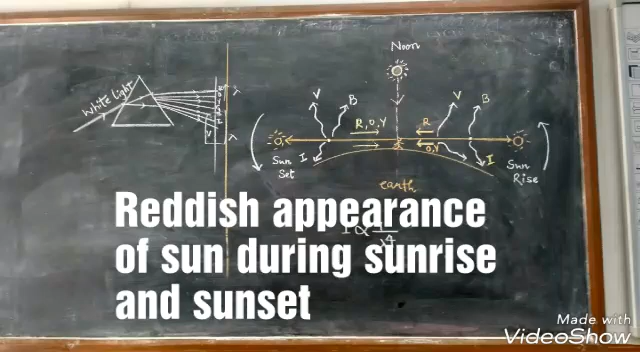 Noon
White light
V
B
V
B
R, O, Y
R
O, Y
I
I
Sun
Set
Sun
Rise
earth
Reddish appearance
of sun during sunrise
and sunset
Made with
VideoShow